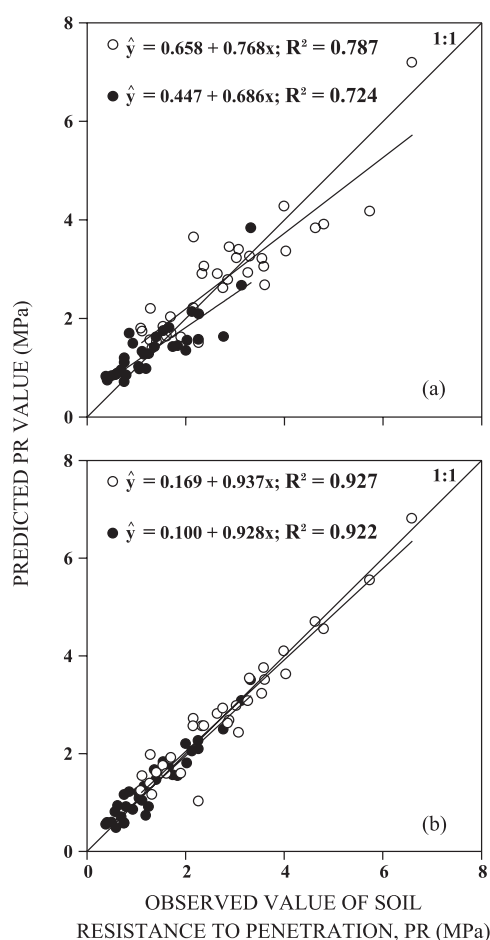 8
1:1
ŷ = 0.658 + 0.768x; R² = 0.787
ŷ = 0.447 + 0.686x; R² = 0.724
6
4
2
(a)
0
8
1:1
ŷ = 0.169 + 0.937x; R² = 0.927
ŷ = 0.100 + 0.928x; R² = 0.922
6
4
2
(b)
0
PREDICTED PR VALUE (MPa)
0 2 4 6 8
OBSERVED VALUE OF SOIL
RESISTANCE TO PENETRATION, PR (MPa)